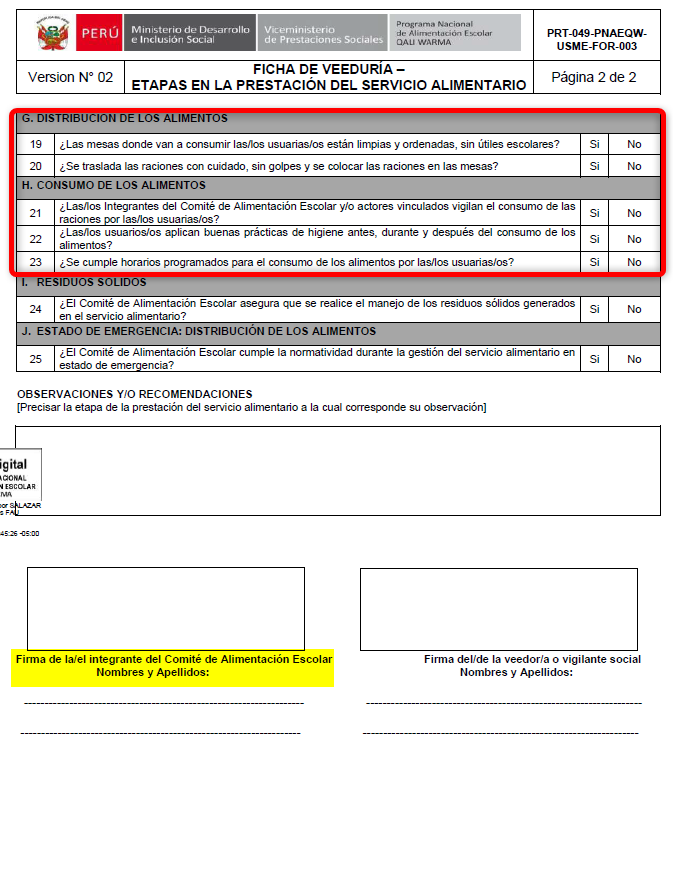 PERÚ
Ministerio de Desarrollo
e Inclusión Social
Viceministerio
de Prestaciones Sociales
Programa Nacional
de Alimentación Escolar
QALI WARMA
PRT-049-PNAEQW-
USME-FOR-003
Version N° 02
FICHA DE VEEDURÍA –
ETAPAS EN LA PRESTACIÓN DEL SERVICIO ALIMENTARIO
Página 2 de 2
G. DISTRIBUCIÓN DE LOS ALIMENTOS
19 ¿Las mesas donde van a consumir las/los usuarias/os están limpias y ordenadas, sin útiles escolares? Si No
20 ¿Se traslada las raciones con cuidado, sin golpes y se colocar las raciones en las mesas? Si No
H. CONSUMO DE LOS ALIMENTOS
21 ¿Las/los Integrantes del Comité de Alimentación Escolar y/o actores vinculados vigilan el consumo de las
raciones por las/los usuarias/os? Si No
22 ¿Las/los usuarios/os aplican buenas prácticas de higiene antes, durante y después del consumo de los
alimentos? Si No
23 ¿Se cumple horarios programados para el consumo de los alimentos por las/los usuarias/os? Si No
I. RESIDUOS SÓLIDOS
24 ¿El Comité de Alimentación Escolar asegura que se realice el manejo de los residuos sólidos generados
en el servicio alimentario? Si No
J. ESTADO DE EMERGENCIA: DISTRIBUCIÓN DE LOS ALIMENTOS
25 ¿El Comité de Alimentación Escolar cumple la normatividad durante la gestión del servicio alimentario en
estado de emergencia? Si No
OBSERVACIONES Y/O RECOMENDACIONES
[Precisar la etapa de la prestación del servicio alimentario a la cual corresponde su observación]
igital
ACIONAL
N ESCOLAR
RMA
por SALAZAR
s FAU
45:26 -05:00
Firma de la/el integrante del Comité de Alimentación Escolar
Nombres y Apellidos:
Firma del/de la veedor/a o vigilante social
Nombres y Apellidos: